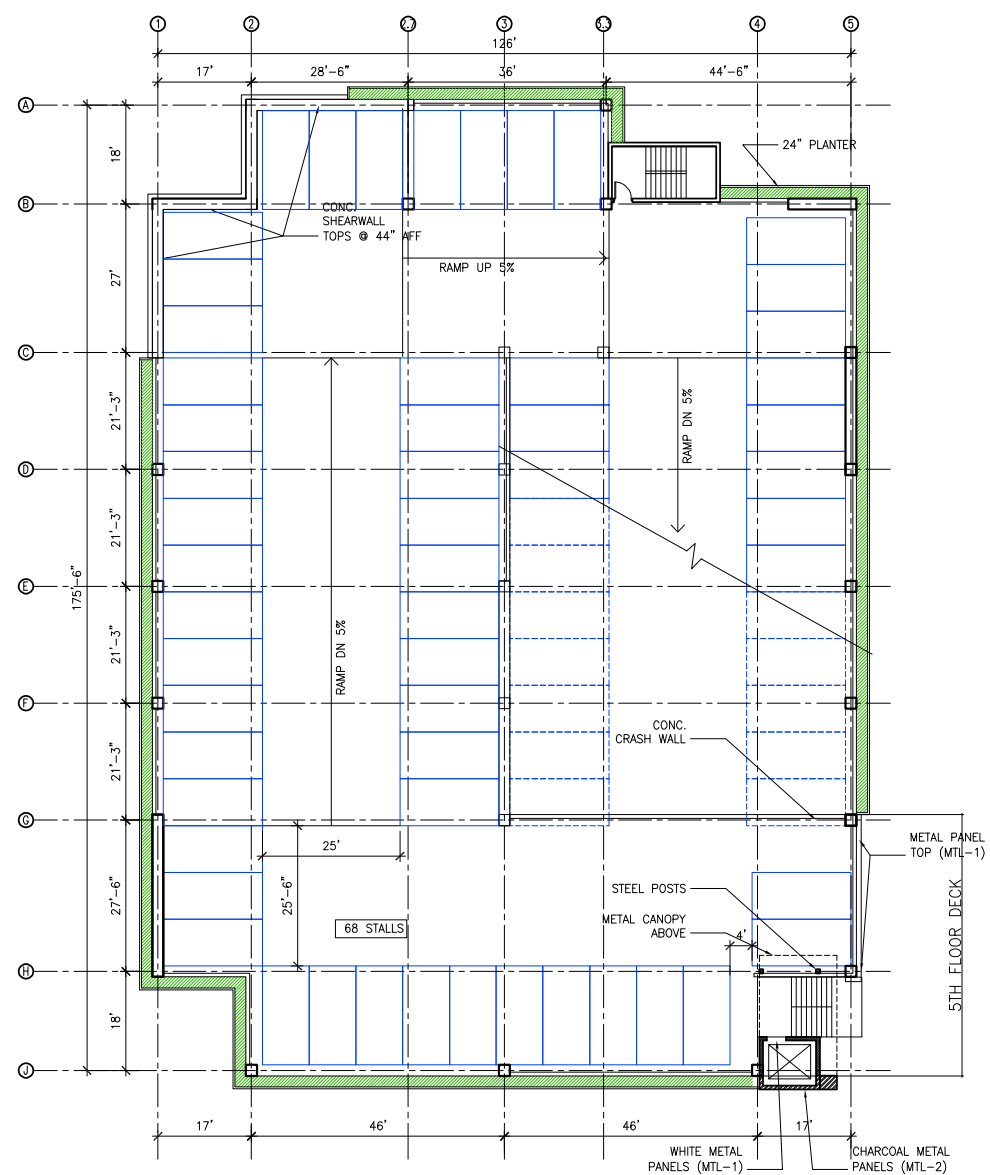 1
2
2.7
3
3.3
4
5
126'
17'
28'-6"
36'
44'-6"
A
18'
24" PLANTER
B
CONC.
SHEARWALL
TOPS @ 44" AFF
RAMP UP 5%
27'
C
21'-3"
RAMP DN 5%
D
21'-3"
E
175'-6"
21'-3"
RAMP DN 5%
F
CONC.
CRASH WALL
21'-3"
G
METAL PANEL
TOP (MTL-1)
25'
27'-6"
25'-6"
STEEL POSTS
68 STALLS
METAL CANOPY
ABOVE
4'
5TH FLOOR DECK
H
18'
J
17'
46'
46'
17'
WHITE METAL
PANELS (MTL-1)
CHARCOAL METAL
PANELS (MTL-2)